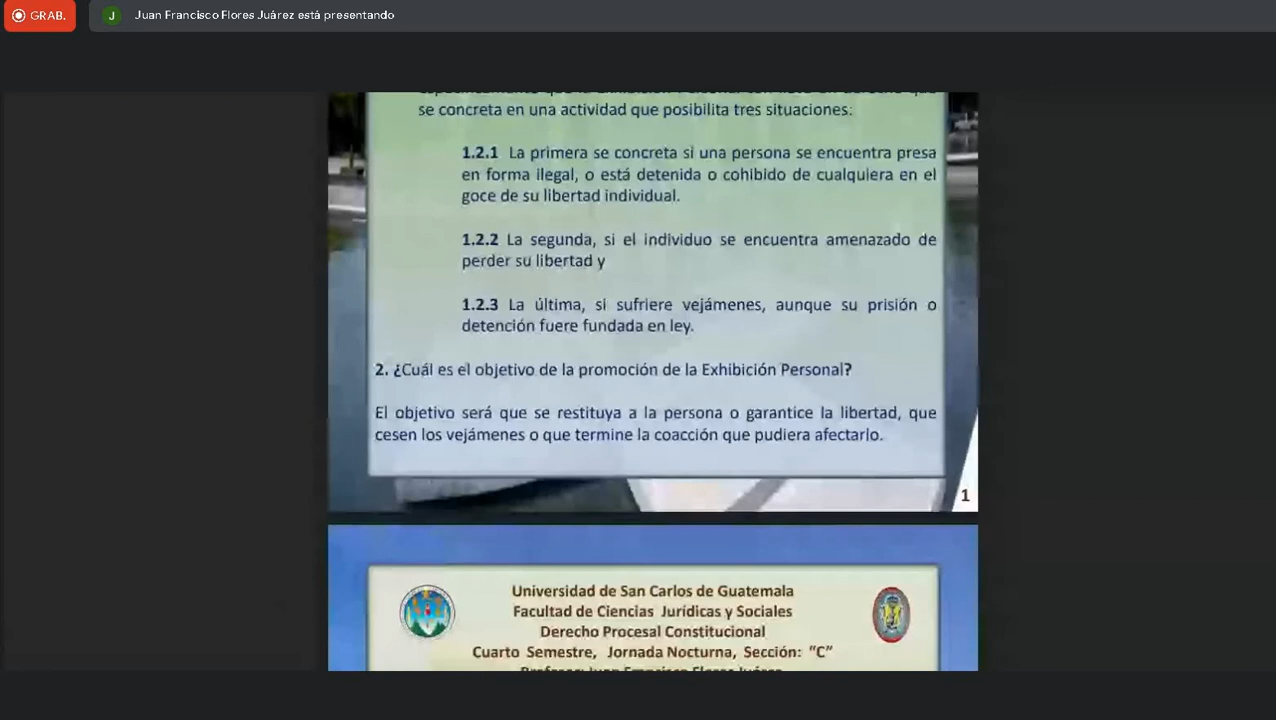 GRAB.
J
Juan Francisco Flores Juárez está presentando
se concreta en una actividad que posibilita tres situaciones:
1.2.1 La primera se concreta si una persona se encuentra presa
en forma ilegal, o está detenida o cohibido de cualquiera en el
goce de su libertad individual.
1.2.2 La segunda, si el individuo se encuentra amenazado de
perder su libertad y
1.2.3 La última, si sufriere vejámenes, aunque su prisión o
detención fuere fundada en ley.
2. ¿Cuál es el objetivo de la promoción de la Exhibición Personal?
El objetivo será que se restituya a la persona o garantice la libertad, que
cesen los vejámenes o que termine la coacción que pudiera afectarlo.
1
Universidad de San Carlos de Guatemala
Facultad de Ciencias Jurídicas y Sociales
Derecho Procesal Constitucional
Cuarto Semestre, Jornada Nocturna, Sección: “C”